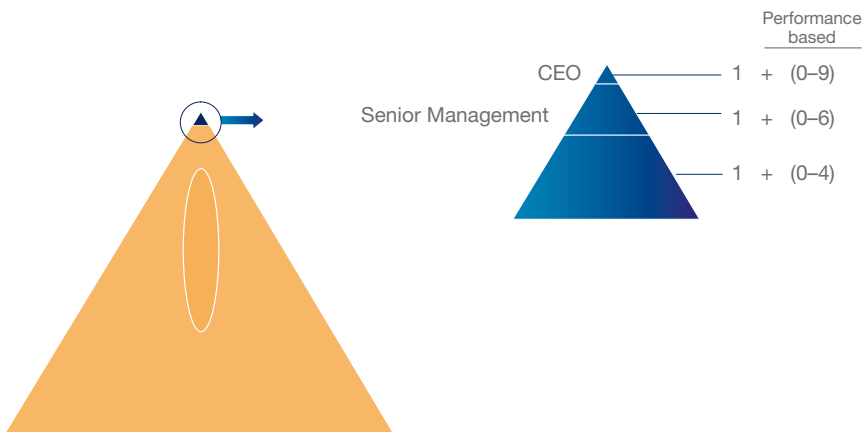 Performance
based
CEO 1 + (0–9)
Senior Management 1 + (0–6)
1 + (0–4)